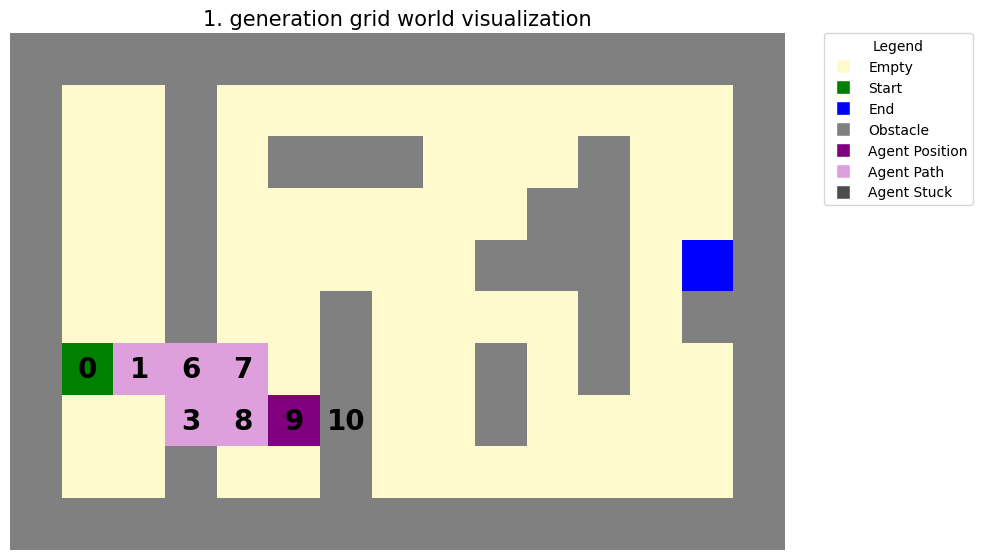 1. generation grid world visualization
Legend
Empty
Start
End
Obstacle
Agent Position
Agent Path
Agent Stuck
0 1 6 7
3 8 9 10